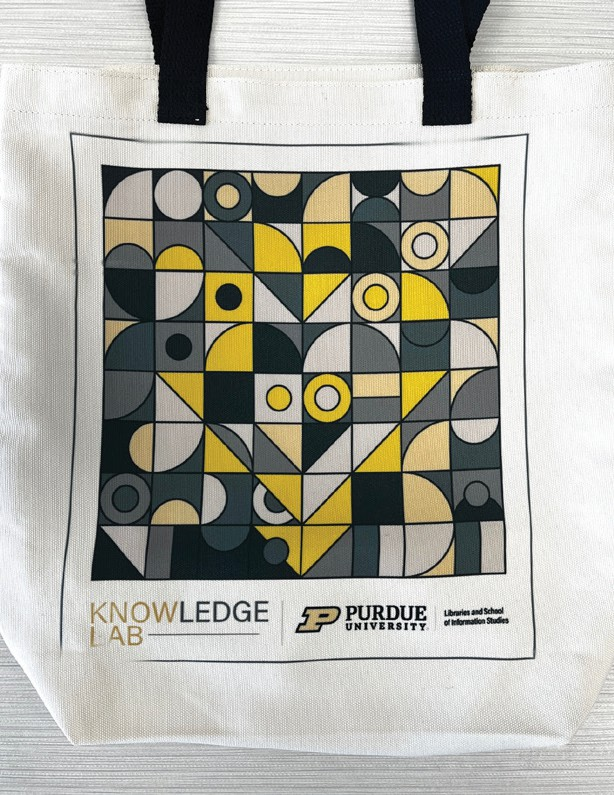 KNOWLEDGE
LAB
PURDUE
UNIVERSITY
Libraries and School
of Information Studies